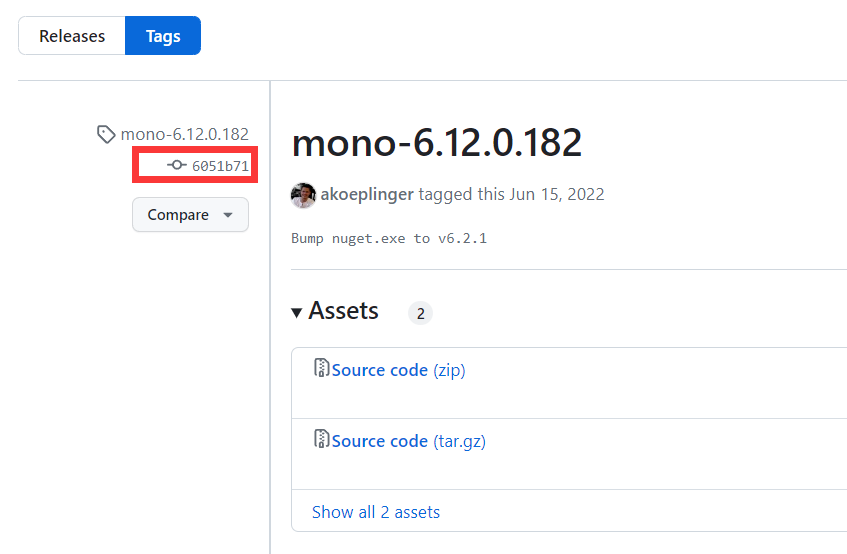 Releases
Tags
mono-6.12.0.182
6051b71
Compare
mono-6.12.0.182
akoeplinger tagged this Jun 15, 2022
Bump nuget.exe to v6.2.1
Assets 2
Source code (zip)
Source code (tar.gz)
Show all 2 assets